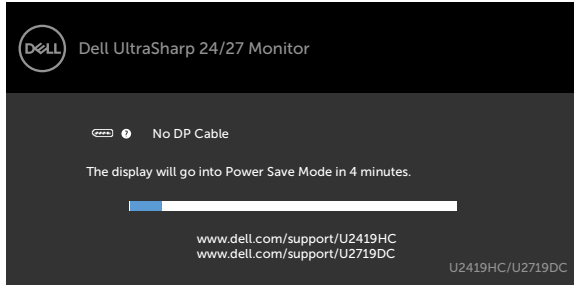 DELL Dell UltraSharp 24/27 Monitor
? No DP Cable
The display will go into Power Save Mode in 4 minutes.
www.dell.com/support/U2419HC
www.dell.com/support/U2719DC
U2419HC/U2719DC